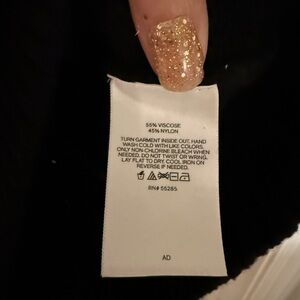 55% VISCOSE
45% NYLON
TURN GARMENT INSIDE OUT. HAND
WASH COLD WITH LIKE COLORS.
ONLY NON-CHLORINE BLEACH WHEN
NEEDED. DO NOT TWIST OR WRING.
LAY FLAT TO DRY. COOL IRON ON
REVERSE IF NEEDED.
RN# 55285
AD